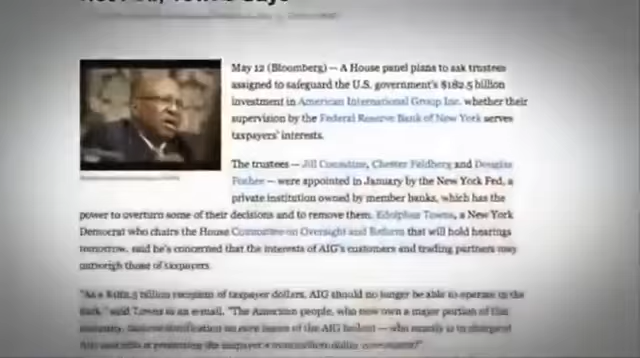 May 12 (Bloomberg) — A House panel plans to ask trustees
assigned to safeguard the U.S. government's $182.5 billion
investment in American International Group Inc. whether their
supervision by the Federal Reserve Bank of New York serves
taxpayers' interests.
The trustees — Jill Considine, Chester Feldberg and Douglas
Foshee — were appointed in January by the New York Fed, a
private institution owned by member banks, which has the
power to overturn some of their decisions and to remove them. Edolphus Towns, a New York
Democrat who chairs the House Committee on Oversight and Reform that will hold hearings
tomorrow, said he's concerned that the interests of AIG's customers and trading partners may
outweigh those of taxpayers.
"As a $182.5 billion recipient of taxpayer dollars, AIG should no longer be able to operate in the
dark," said Towns in an e-mail. "The American people, who now own a major portion of this